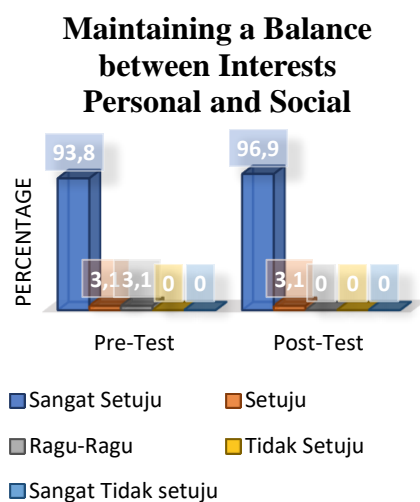 Maintaining a Balance
between Interests
Personal and Social
93,8
3,1
3,1
0
0
96,9
3,1
0
0
0
PERCENTAGE
Pre-Test
Post-Test
Sangat Setuju
Setuju
Ragu-Ragu
Tidak Setuju
Sangat Tidak setuju